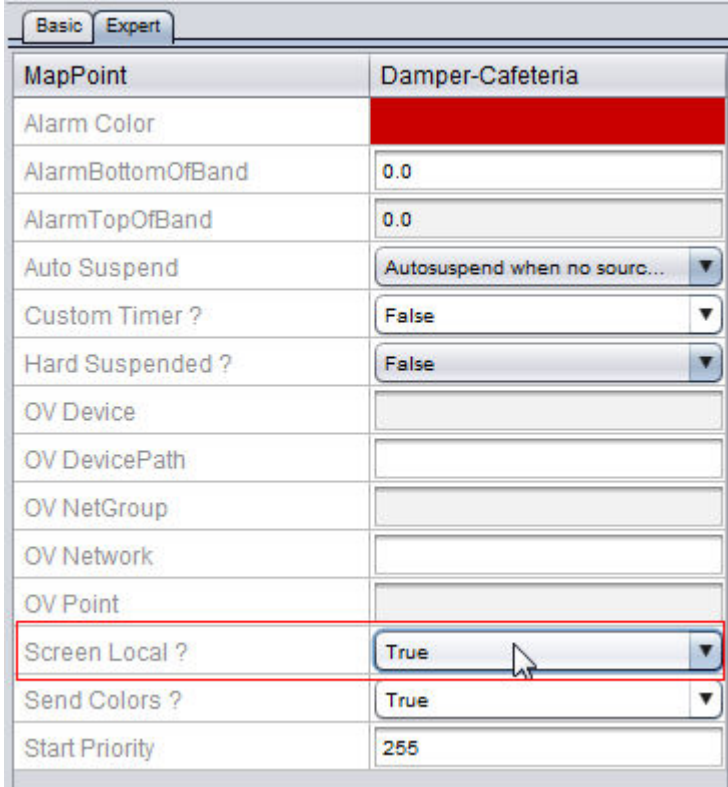 Basic Expert
MapPoint Damper-Cafeteria
Alarm Color
AlarmBottomOfBand 0.0
AlarmTopOfBand 0.0
Auto Suspend Autosuspend when no sourc...
Custom Timer ? False
Hard Suspended ? False
OV Device
OV DevicePath
OV NetGroup
OV Network
OV Point
Screen Local ? True
Send Colors ? True
Start Priority 255